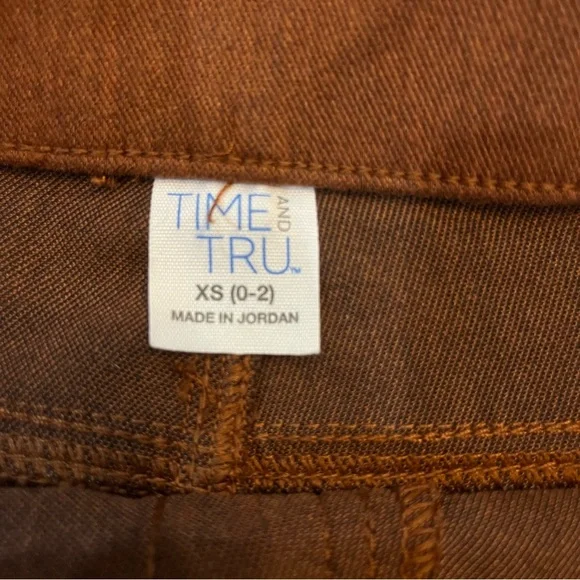 TIME AND
TRU™
XS (0-2)
MADE IN JORDAN